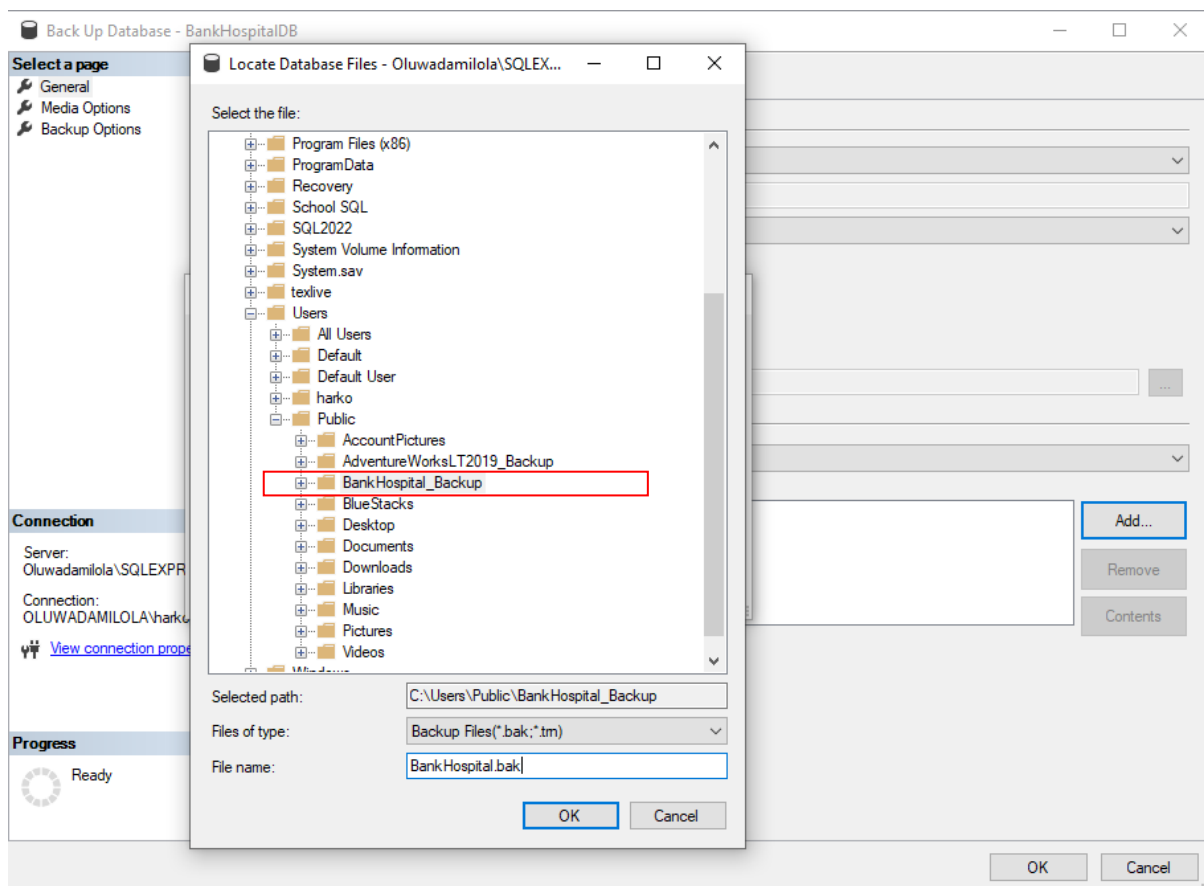 Back Up Database - BankHospitalDB
Select a page
General
Media Options
Backup Options
Locate Database Files - Oluwadamilola\SQLEX...
Select the file:
Program Files (x86)
ProgramData
Recovery
School SQL
SQL2022
System Volume Information
System.sav
texlive
Users
All Users
Default
Default User
harko
Public
AccountPictures
AdventureWorksLT2019_Backup
BankHospital_Backup
BlueStacks
Desktop
Documents
Downloads
Libraries
Music
Pictures
Videos
Windows
Selected path: C:\Users\Public\BankHospital_Backup
Files of type: Backup Files(*.bak;*.trn)
File name: BankHospital.bak
OK Cancel
Connection
Server:
Oluwadamilola\SQLEXPR
Connection:
OLUWADAMILOLA\harko
View connection prope
Progress
Ready
...
Add...
Remove
Contents
OK Cancel